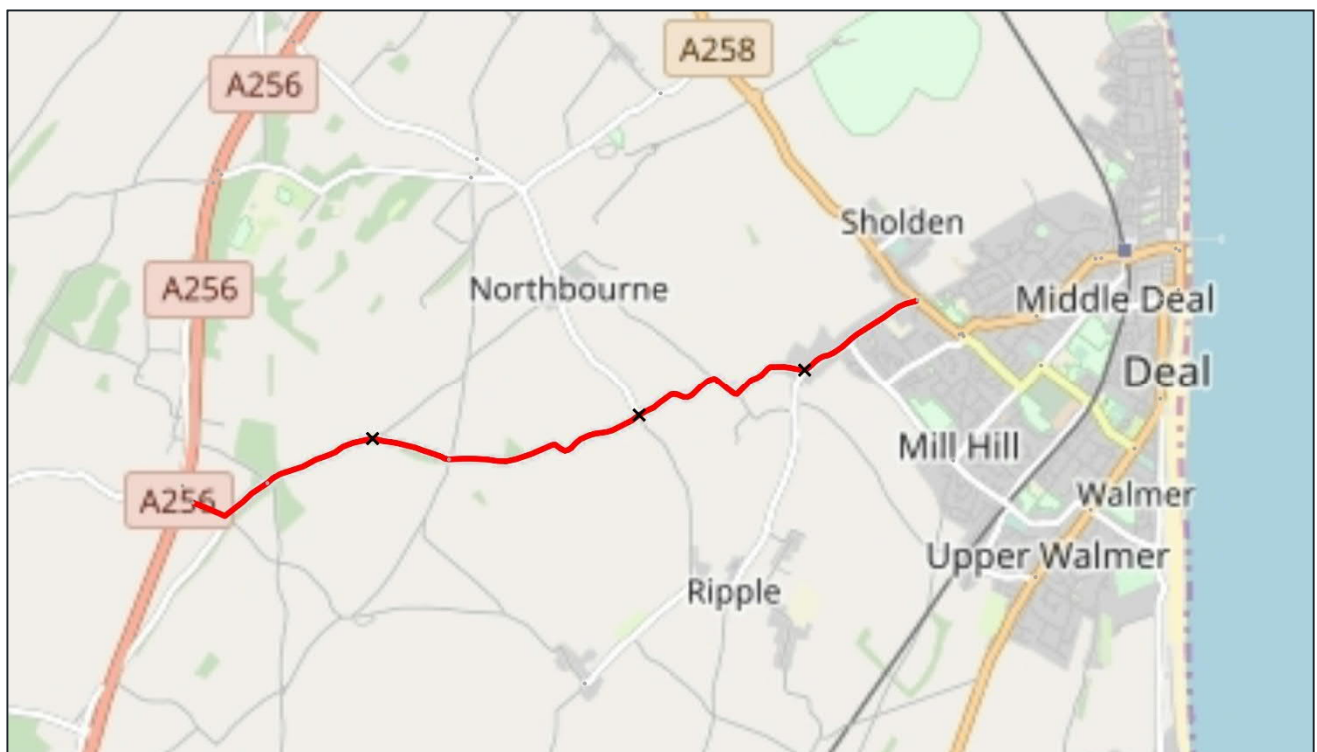 A258
A256
Sholden
A256
Northbourne
Middle Deal
Deal
Mill Hill
A256
Walmer
Upper Walmer
Ripple